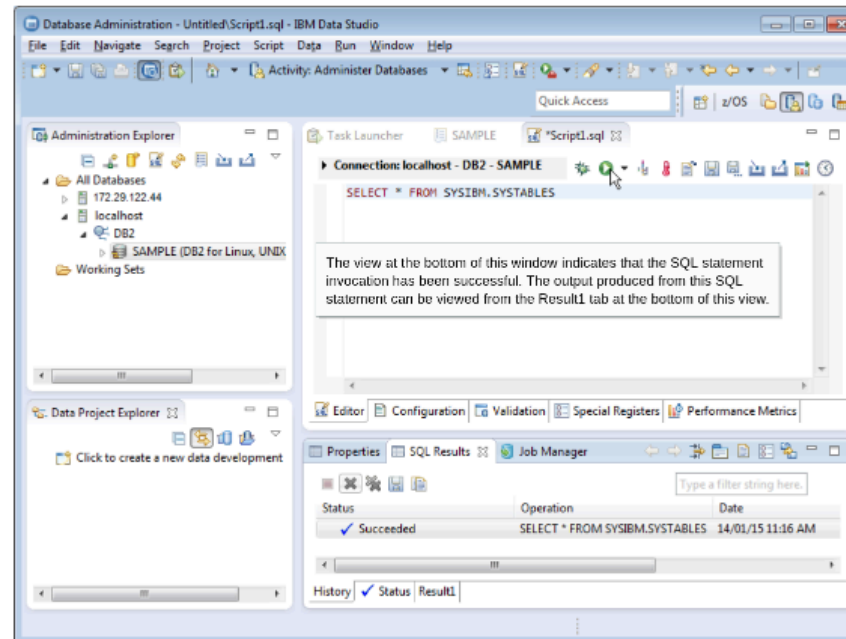 Database Administration - Untitled\Script1.sql - IBM Data Studio
File Edit Navigate Search Project Script Data Run Window Help
Activity: Administer Databases
Quick Access
z/OS
Administration Explorer
All Databases
172.29.122.44
localhost
DB2
SAMPLE (DB2 for Linux, UNIX
Working Sets
Task Launcher SAMPLE *Script1.sql
Connection: localhost - DB2 - SAMPLE
SELECT * FROM SYSIBM.SYSTABLES
The view at the bottom of this window indicates that the SQL statement
invocation has been successful. The output produced from this SQL
statement can be viewed from the Result1 tab at the bottom of this view.
Editor Configuration Validation Special Registers Performance Metrics
Data Project Explorer
Click to create a new data development
Properties SQL Results Job Manager
Type a filter string here.
Status Operation Date
Succeeded SELECT * FROM SYSIBM.SYSTABLES 14/01/15 11:16 AM
History Status Result1